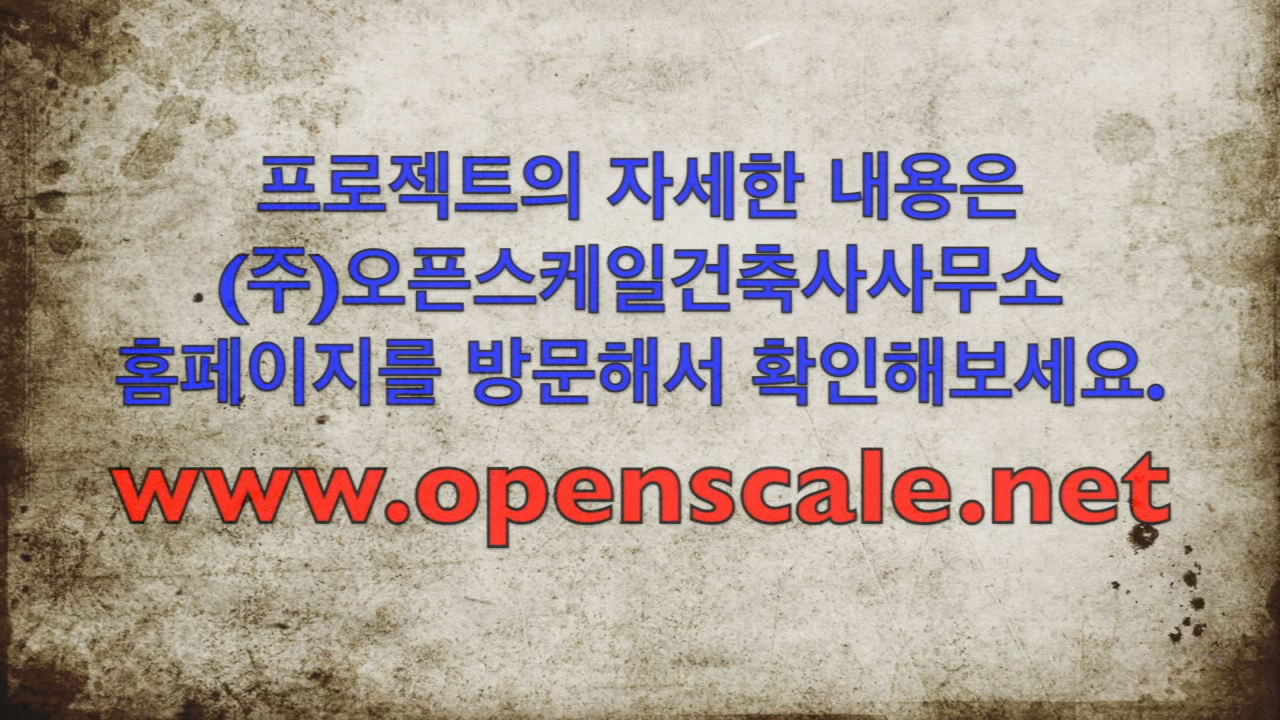 프로젝트의 자세한 내용은
(주)오픈스케일건축사사무소
홈페이지를 방문해서 확인해보세요.
www.openscale.net